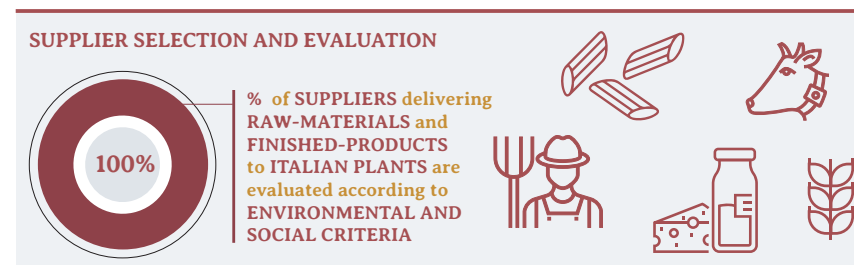 SUPPLIER SELECTION AND EVALUATION
100%
% of SUPPLIERS delivering
RAW-MATERIALS and
FINISHED-PRODUCTS
to ITALIAN PLANTS are
evaluated according to
ENVIRONMENTAL AND
SOCIAL CRITERIA